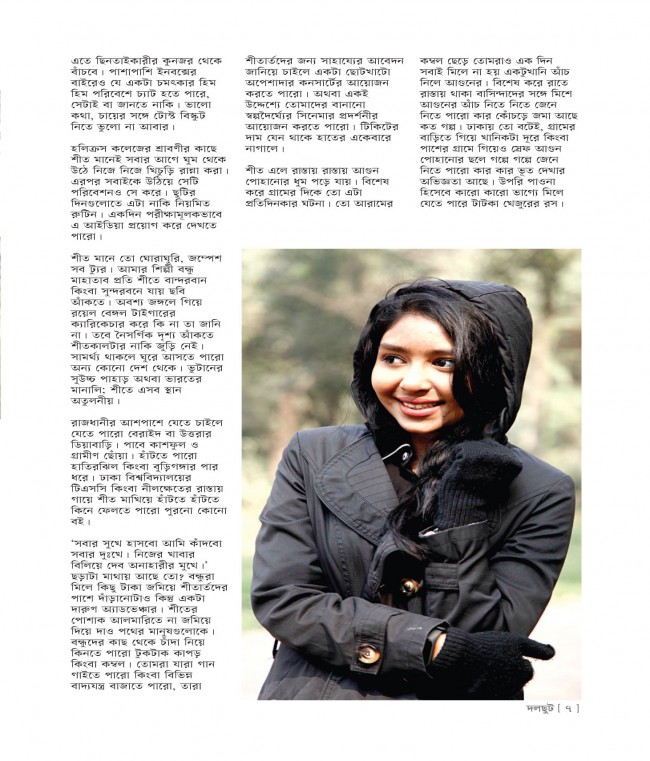 এতে ছিনতাইকারীর কুনজর থেকে
বাঁচবে। পাশাপাশি ইনবক্সের
বাইরেও যে একটা চমৎকার হিম
হিম পরিবেশে চ্যাট হতে পারে,
সেটাই বা জানতে নাকি। ভালো
কথা, চায়ের সঙ্গে টোস্ট বিস্কুট
নিতে ভুলো না আবার।
হলিক্রস কলেজের শ্রাবণীর কাছে
শীত মানেই সবার আগে ঘুম থেকে
উঠে নিজে নিজে খিচুড়ি রান্না করা।
এরপর সবাইকে উঠিয়ে সেটি
পরিবেশনও সে করে। ছুটির
দিনগুলোতে এটা নাকি নিয়মিত
রুটিন। একদিন পরীক্ষামূলকভাবে
এ আইডিয়া প্রয়োগ করে দেখতে
পারো।
শীত মানে তো ঘোরাঘুরি, জম্পেশ
সব ট্যুর। আমার শিল্পী বন্ধু
মাহাতাব প্রতি শীতে বান্দরবান
কিংবা সুন্দরবনে যায় ছবি
আঁকতে। অবশ্য জঙ্গলে গিয়ে
রয়েল বেঙ্গল টাইগারের
ক্যারিকেচার করে কি না তা জানি
না। তবে নৈসর্গিক দৃশ্য আঁকতে
শীতকালটার নাকি জুড়ি নেই।
সামর্থ্য থাকলে ঘুরে আসতে পারো
অন্য কোনো দেশ থেকে। ভুটানের
সুউচ্চ পাহাড় অথবা ভারতের
মানালি; শীতে এসব স্থান
অতুলনীয়।
রাজধানীর আশপাশে যেতে চাইলে
যেতে পারো বেরাইদ বা উত্তরার
ডিয়াবাড়ি। পাবে কাশফুল ও
গ্রামীণ ছোঁয়া। হাঁটতে পারো
হাতিরঝিল কিংবা বুড়িগঙ্গার পার
ধরে। ঢাকা বিশ্ববিদ্যালয়ের
টিএসসি কিংবা নীলক্ষেতের রাস্তায়
গায়ে শীত মাখিয়ে হাঁটতে হাঁটতে
কিনে ফেলতে পারো পুরনো কোনো
বই।
‘সবার সুখে হাসবো আমি কাঁদবো
সবার দুঃখে। নিজের খাবার
বিলিয়ে দেব অনাহারীর মুখে।’
ছড়াটা মাথায় আছে তো? বন্ধুরা
মিলে কিছু টাকা জমিয়ে শীতার্তদের
পাশে দাঁড়ানোটাও কিন্তু একটা
দারুণ অ্যাডভেঞ্চার। শীতের
পোশাক আলমারিতে না জমিয়ে
দিয়ে দাও পথের মানুষগুলোকে।
বন্ধুদের কাছ থেকে চাঁদা নিয়ে
কিনতে পারো টুকটাক কাপড়
কিংবা কম্বল। তোমরা যারা গান
গাইতে পারো কিংবা বিভিন্ন
বাদ্যযন্ত্র বাজাতে পারো, তারা
শীতার্তদের জন্য সাহায্যের আবেদন
জানিয়ে চাইলে একটা ছোটখাটো
অপেশাদার কনসার্টের আয়োজন
করতে পারো। অথবা একই
উদ্দেশ্যে তোমাদের বানানো
স্বল্পদৈর্ঘ্যের সিনেমার প্রদর্শনীর
আয়োজন করতে পারো। টিকিটের
দাম যেন থাকে হাতের একেবারে
নাগালে।
শীত এলে রাস্তায় রাস্তায় আগুন
পোহানোর ধুম পড়ে যায়। বিশেষ
করে গ্রামের দিকে তো এটা
প্রতিদিনকার ঘটনা। তো আরামের
কম্বল ছেড়ে তোমরাও এক দিন
সবাই মিলে না হয় একটুখানি আঁচ
নিলে আগুনের। বিশেষ করে রাতে
রাস্তায় থাকা বাসিন্দাদের সঙ্গে মিশে
আগুনের আঁচ নিতে নিতে জেনে
নিতে পারো কার কোঁচড়ে জমা আছে
কত গল্প। ঢাকায় তো বটেই, গ্রামের
বাড়িতে গিয়ে খানিকটা দূরে কিংবা
পাশের গ্রামে গিয়েও স্রেফ আগুন
পোহানোর ছলে গল্পে গল্পে জেনে
নিতে পারো কার কার ভূত দেখার
অভিজ্ঞতা আছে। উপরি পাওনা
হিসেবে কারো কারো ভাগ্যে মিলে
যেতে পারে টাটকা খেজুরের রস।
দলছুট [ ৭ ]